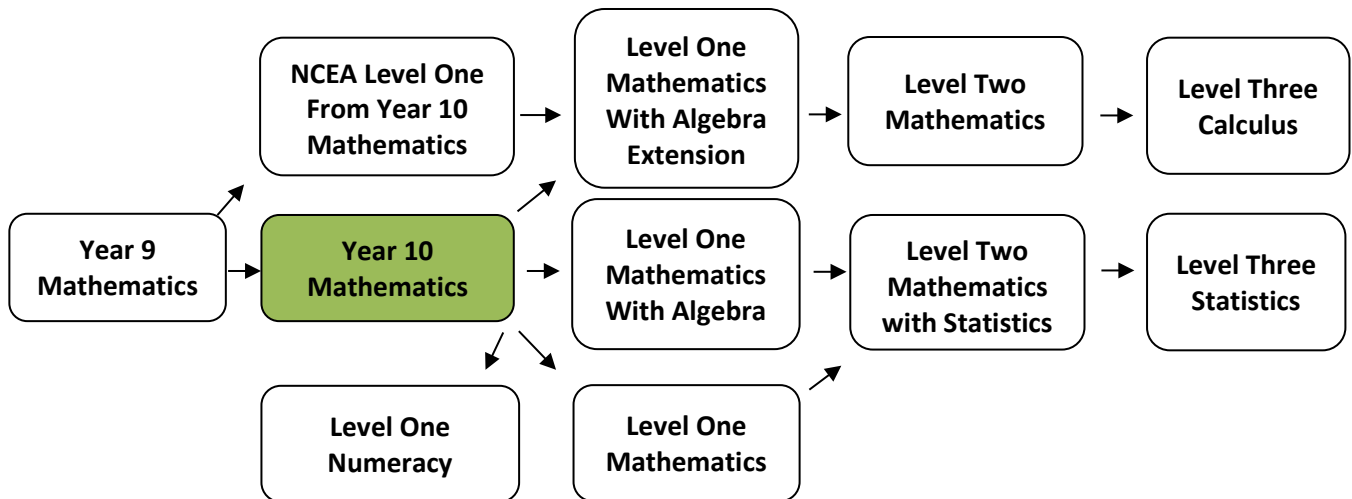 NCEA Level One
From Year 10
Mathematics
Level One
Mathematics
With Algebra
Extension
Level Two
Mathematics
Level Three
Calculus
Year 9
Mathematics
Year 10
Mathematics
Level One
Mathematics
With Algebra
Level Two
Mathematics
with Statistics
Level Three
Statistics
Level One
Numeracy
Level One
Mathematics